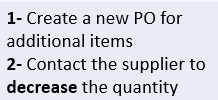 1- Create a new PO for
additional items
2- Contact the supplier to
decrease the quantity